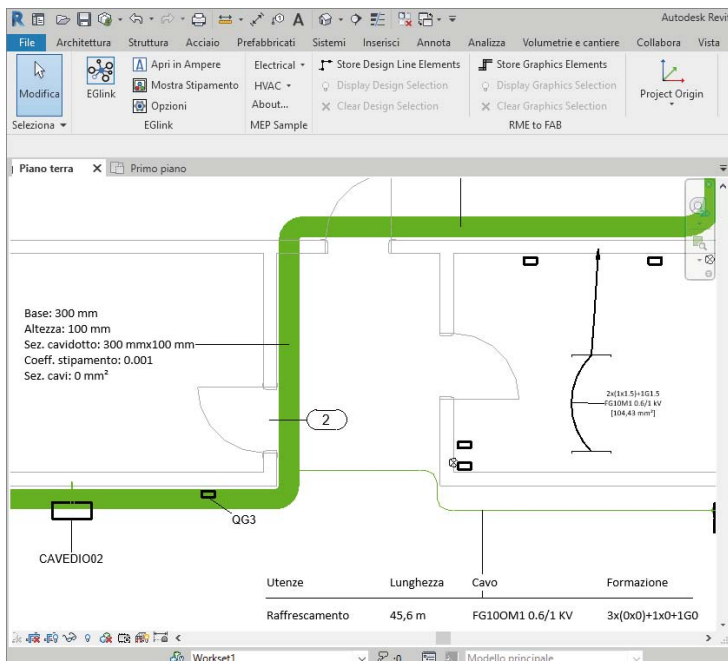 Autodesk Revi
File Architettura Struttura Acciaio Prefabbricati Sistemi Inserisci Annota Analizza Volumetrie e cantiere Collabora Vista
Modifica
EGlink
Apri in Ampere
Mostra Stipamento
Opzioni
Electrical
HVAC
About...
Store Design Line Elements
Display Design Selection
Clear Design Selection
Store Graphics Elements
Display Graphics Selection
Clear Graphics Selection
Project Origin
Seleziona EGlink MEP Sample RME to FAB
Piano terra X Primo piano
Base: 300 mm
Altezza: 100 mm
Sez. cavidotto: 300 mmx100 mm
Coeff. stipamento: 0.001
Sez. cavi: 0 mm²
2x(1x1.5)+1G1.5
FG10M1 0.6/1 kV
[104,43 mm²]
2
QG3
CAVEDIO02
Utenze Lunghezza Cavo Formazione
Raffrescamento 45,6 m FG10OM1 0.6/1 KV 3x(0x0)+1x0+1G0
Workset1 :0 Modello principale